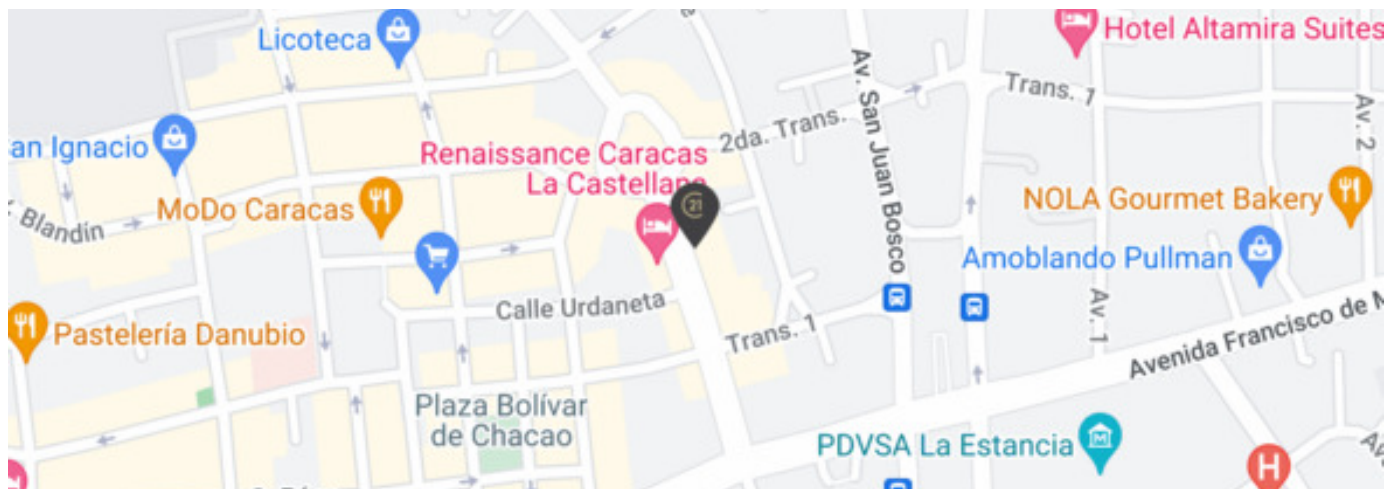 Licoteca
Hotel Altamira Suites
Trans. 1
Av. 2
Av. San Juan Bosco
2da. Trans.
an Ignacio
Renaissance Caracas
La Castellana
21
MoDo Caracas
NOLA Gourmet Bakery
Blandín
Amoblando Pullman
Calle Urdaneta
Av. 1
Pastelería Danubio
Trans. 1
Avenida Francisco de M
Plaza Bolívar
de Chacao
PDVSA La Estancia
M
H